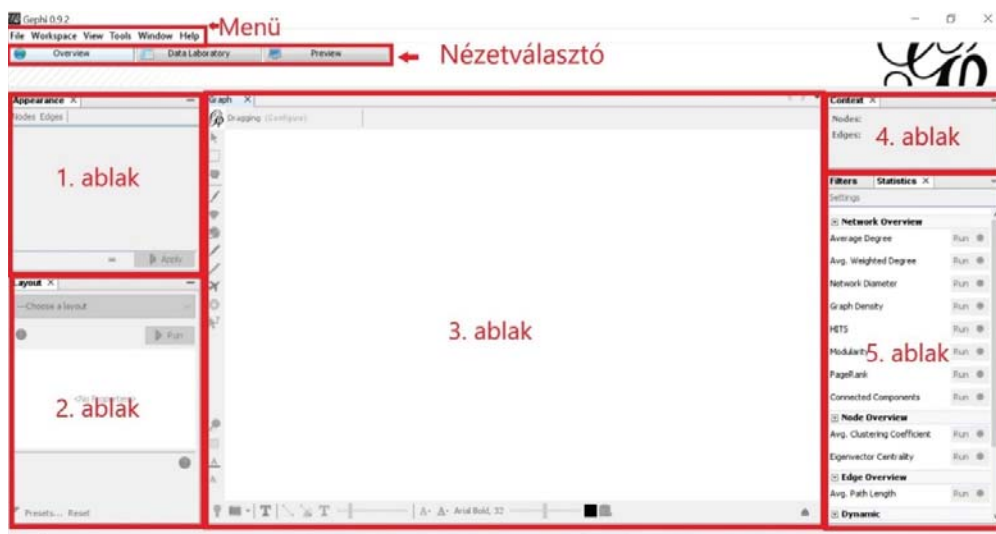 Gephi 0.9.2
Menü
File Workspace View Tools Window Help
Overview Data Laboratory Preview
Nézetválasztó
Appearance X
Nodes Edges
1. ablak
Apply
Layout X
---Choose a layout
Run
<No Properties>
2. ablak
Presets... Reset
Graph X
Dragging (Configure)
3. ablak
T T A- A- Arial Bold, 32
Context X
Nodes:
Edges:
4. ablak
Filters Statistics X
Settings
Network Overview
Average Degree Run
Avg. Weighted Degree Run
Network Diameter Run
Graph Density Run
HITS Run
Modularity Run
5. ablak
PageRank Run
Connected Components Run
Node Overview
Avg. Clustering Coefficient Run
Eigenvector Centrality Run
Edge Overview
Avg. Path Length Run
Dynamic